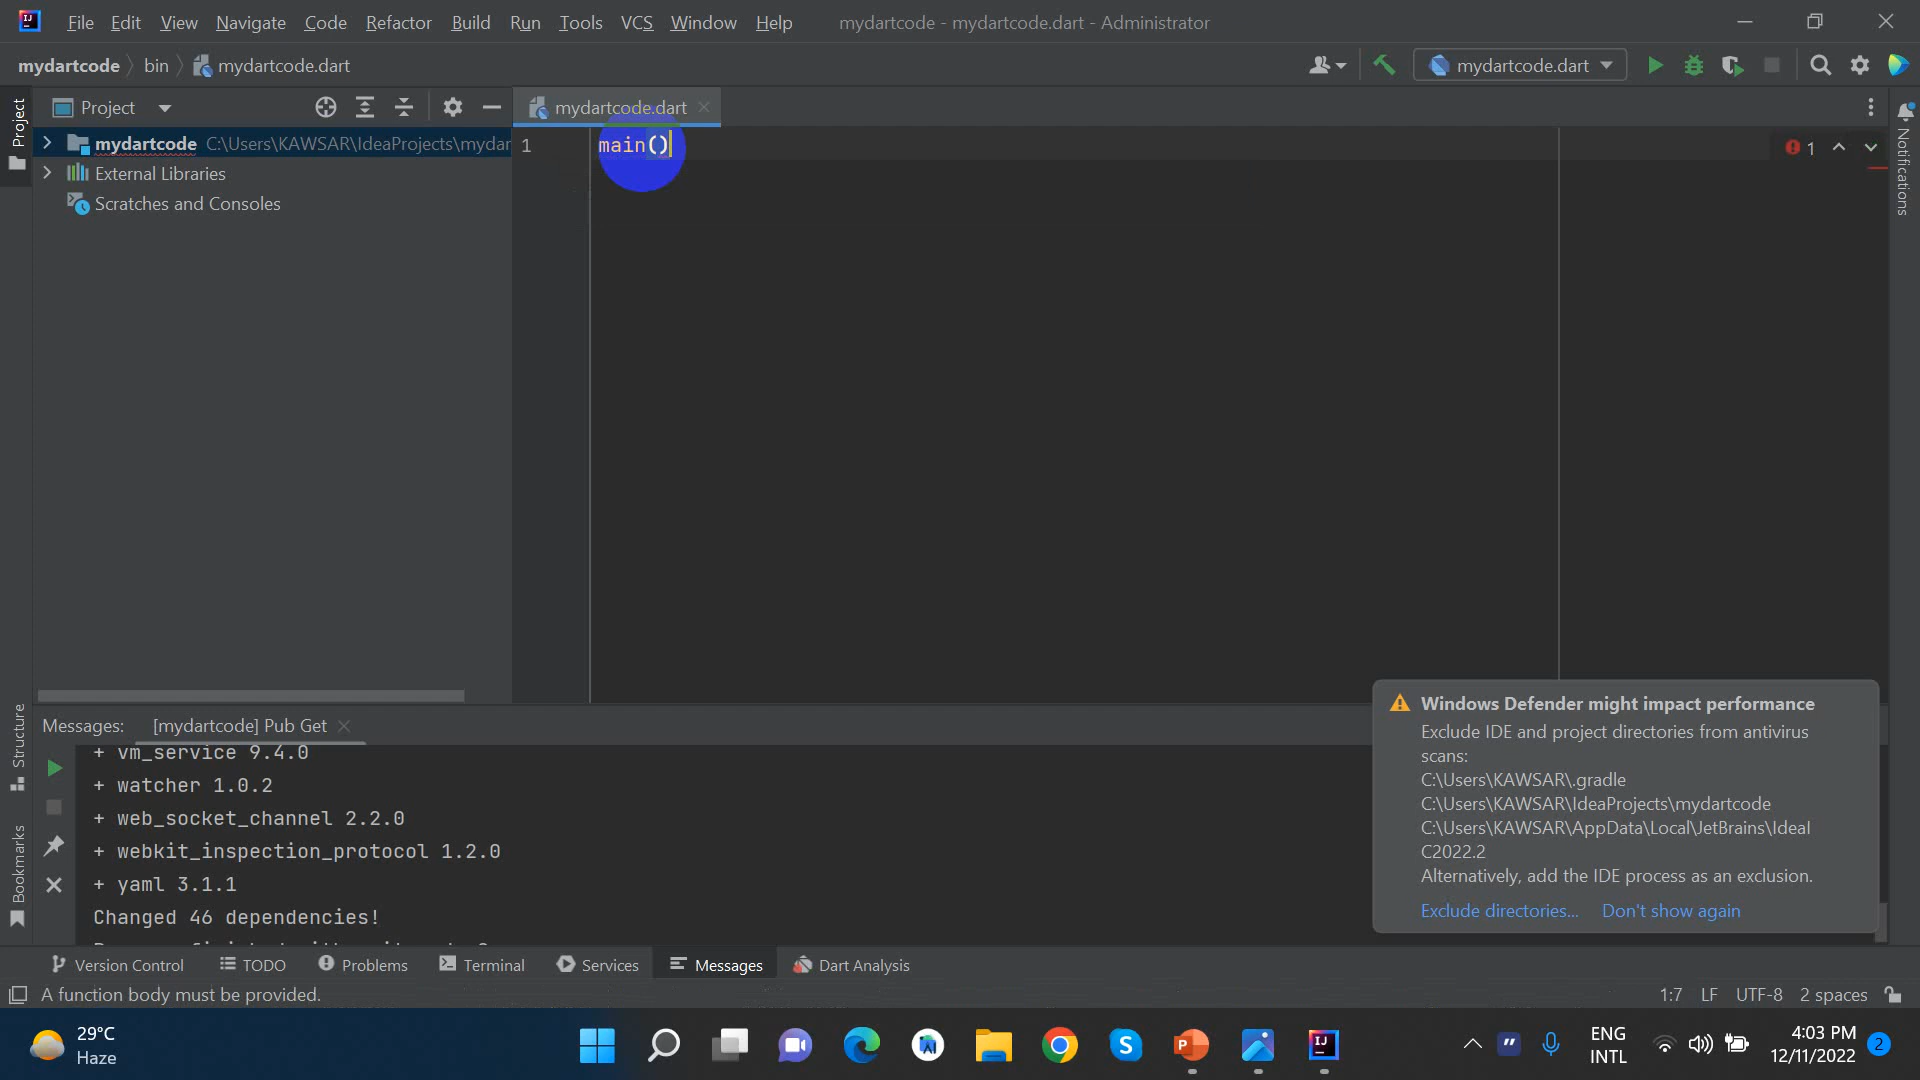 File Edit View Navigate Code Refactor Build Run Tools VCS Window Help mydartcode - mydartcode.dart - Administrator
mydartcode bin mydartcode.dart mydartcode.dart
Project
Project mydartcode.dart
mydartcode C:\Users\KAWSAR\IdeaProjects\mydar
External Libraries
Scratches and Consoles
1 main()
1
Notifications
Structure
Bookmarks
Messages: [mydartcode] Pub Get
+ vm_service 9.4.0
+ watcher 1.0.2
+ web_socket_channel 2.2.0
+ webkit_inspection_protocol 1.2.0
+ yaml 3.1.1
Changed 46 dependencies!
Windows Defender might impact performance
Exclude IDE and project directories from antivirus
scans:
C:\Users\KAWSAR\.gradle
C:\Users\KAWSAR\IdeaProjects\mydartcode
C:\Users\KAWSAR\AppData\Local\JetBrains\IdeaI
C2022.2
Alternatively, add the IDE process as an exclusion.
Exclude directories... Don't show again
Version Control TODO Problems Terminal Services Messages Dart Analysis
A function body must be provided. 1:7 LF UTF-8 2 spaces
29°C
Haze
ENG
INTL
4:03 PM
12/11/2022
2